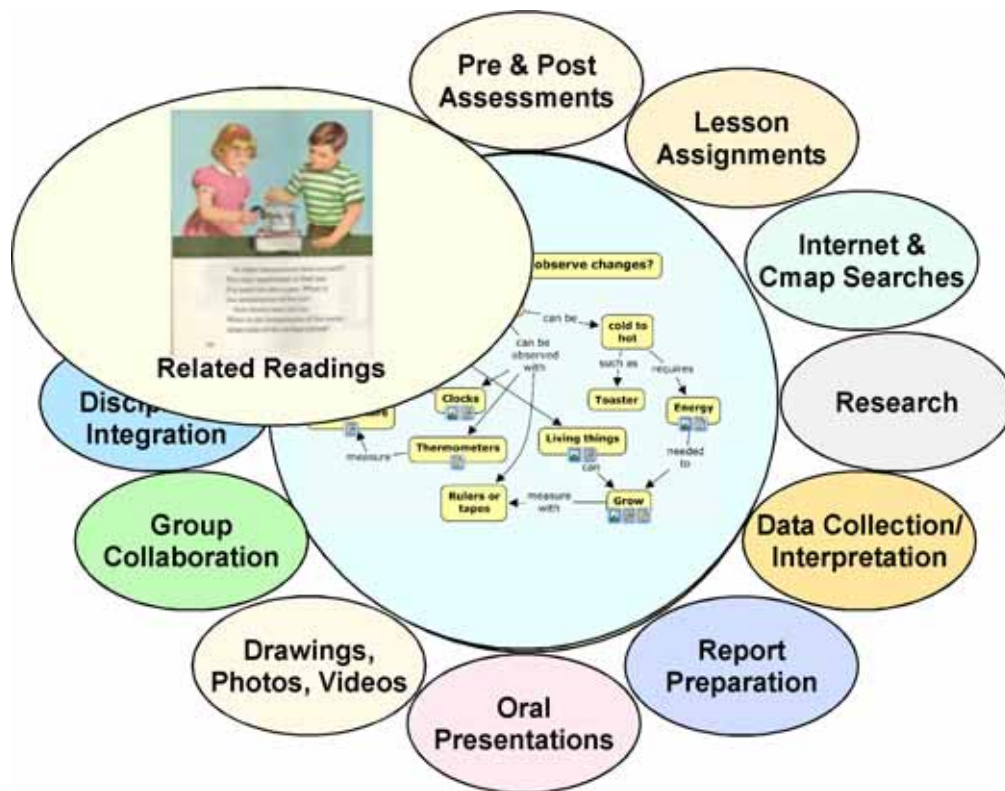 Pre & Post
Assessments
Lesson
Assignments
Internet &
Cmap Searches
Research
Data Collection/
Interpretation
Report
Preparation
Oral
Presentations
Drawings,
Photos, Videos
Group
Collaboration
Integration
Related Readings
observe changes?
can be
cold to
hot
can be
observed
with
such as
requires
Toaster
Energy
Clocks
Thermometers
measure
Living things
can
needed
to
Rulers or
tapes
measure
with
Grow